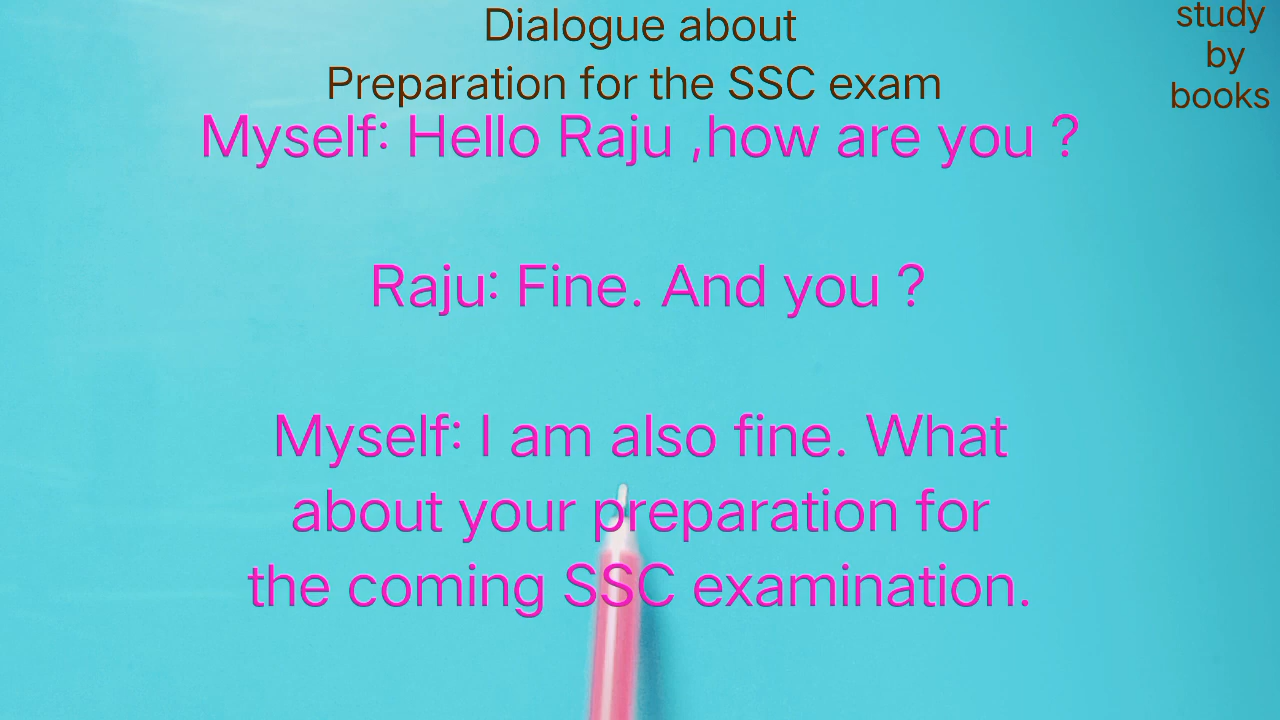 Dialogue about
Preparation for the SSC exam
study
by
books
Myself: Hello Raju ,how are you ?
Raju: Fine. And you ?
Myself: I am also fine. What
about your preparation for
the coming SSC examination.